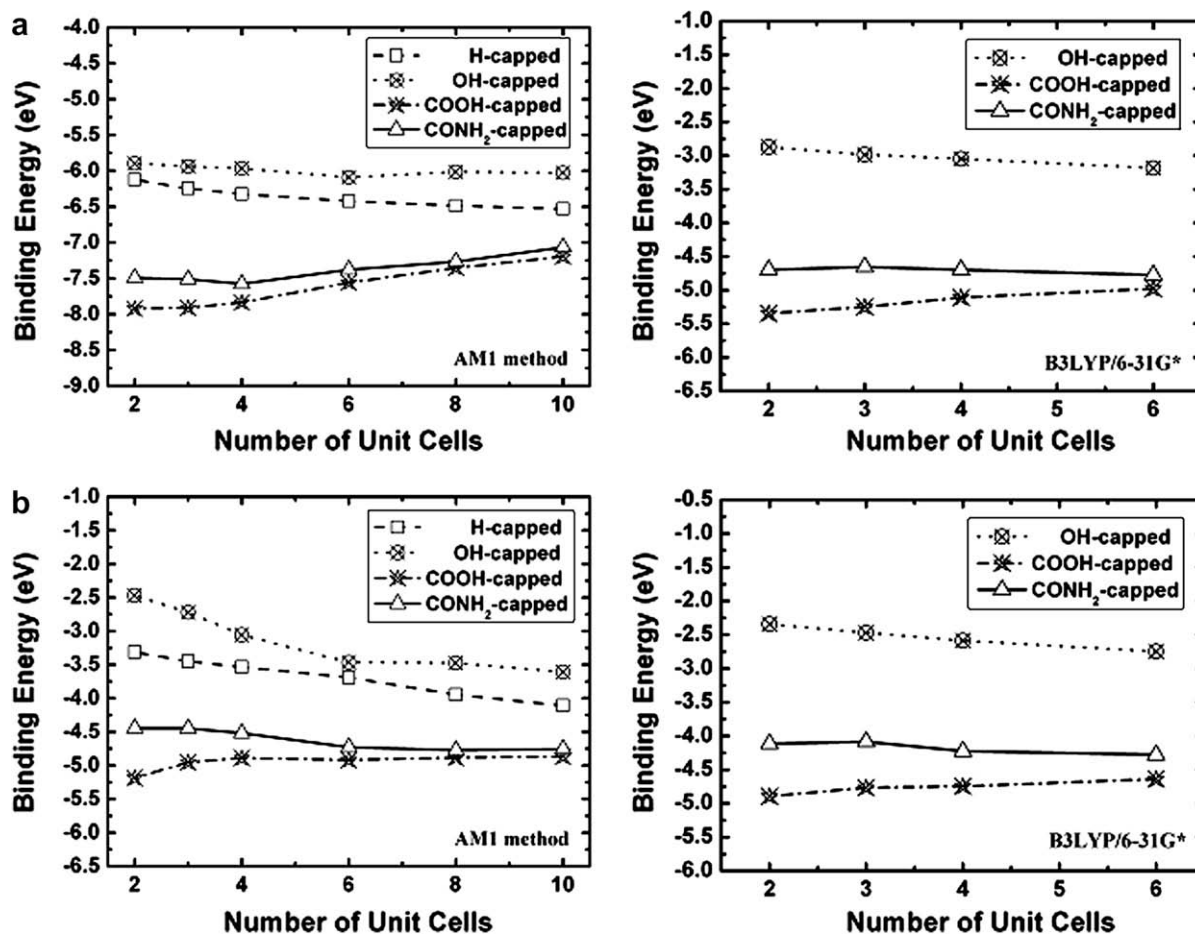 a
-4.0
-4.5
-5.0
-5.5
-6.0
-6.5
-7.0
-7.5
-8.0
-8.5
-9.0
Binding Energy (eV)
H-capped
OH-capped
COOH-capped
CONH2-capped
AM1 method
2 4 6 8 10
Number of Unit Cells
-1.0
-1.5
-2.0
-2.5
-3.0
-3.5
-4.0
-4.5
-5.0
-5.5
-6.0
-6.5
Binding Energy (eV)
OH-capped
COOH-capped
CONH2-capped
B3LYP/6-31G*
2 3 4 5 6
Number of Unit Cells
b
-1.0
-1.5
-2.0
-2.5
-3.0
-3.5
-4.0
-4.5
-5.0
-5.5
-6.0
-6.5
Binding Energy (eV)
H-capped
OH-capped
COOH-capped
CONH2-capped
AM1 method
2 4 6 8 10
Number of Unit Cells
-0.5
-1.0
-1.5
-2.0
-2.5
-3.0
-3.5
-4.0
-4.5
-5.0
-5.5
-6.0
Binding Energy (eV)
OH-capped
COOH-capped
CONH2-capped
B3LYP/6-31G*
2 3 4 5 6
Number of Unit Cells